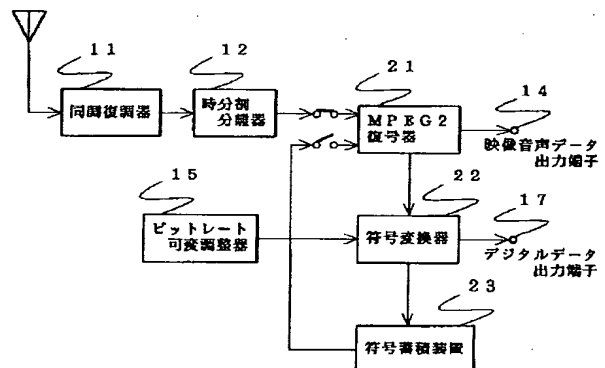 11
12
21
14
同調復調器
時分割
分離器
MPEG2
復号器
映像音声データ
出力端子
15
22
17
ビットレート
可変調整器
符号変換器
デジタルデータ
出力端子
23
符号蓄積装置